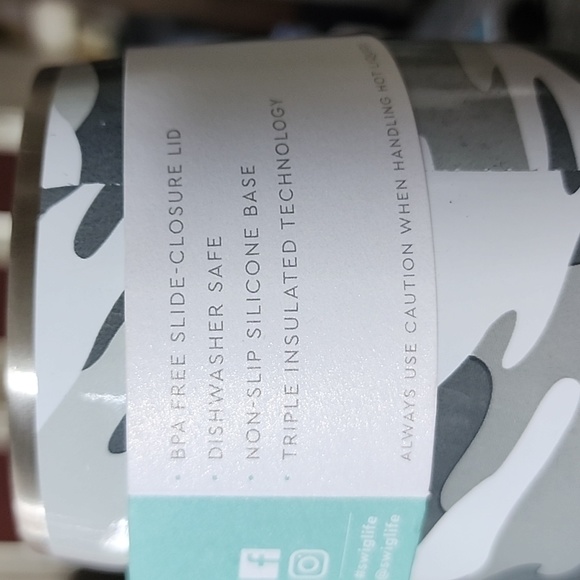 • BPA FREE SLIDE-CLOSURE LID
• DISHWASHER SAFE
• NON-SLIP SILICONE BASE
• TRIPLE INSULATED TECHNOLOGY
ALWAYS USE CAUTION WHEN HANDLING HOT LIQUIDS
f
#swiglife
@swiglife